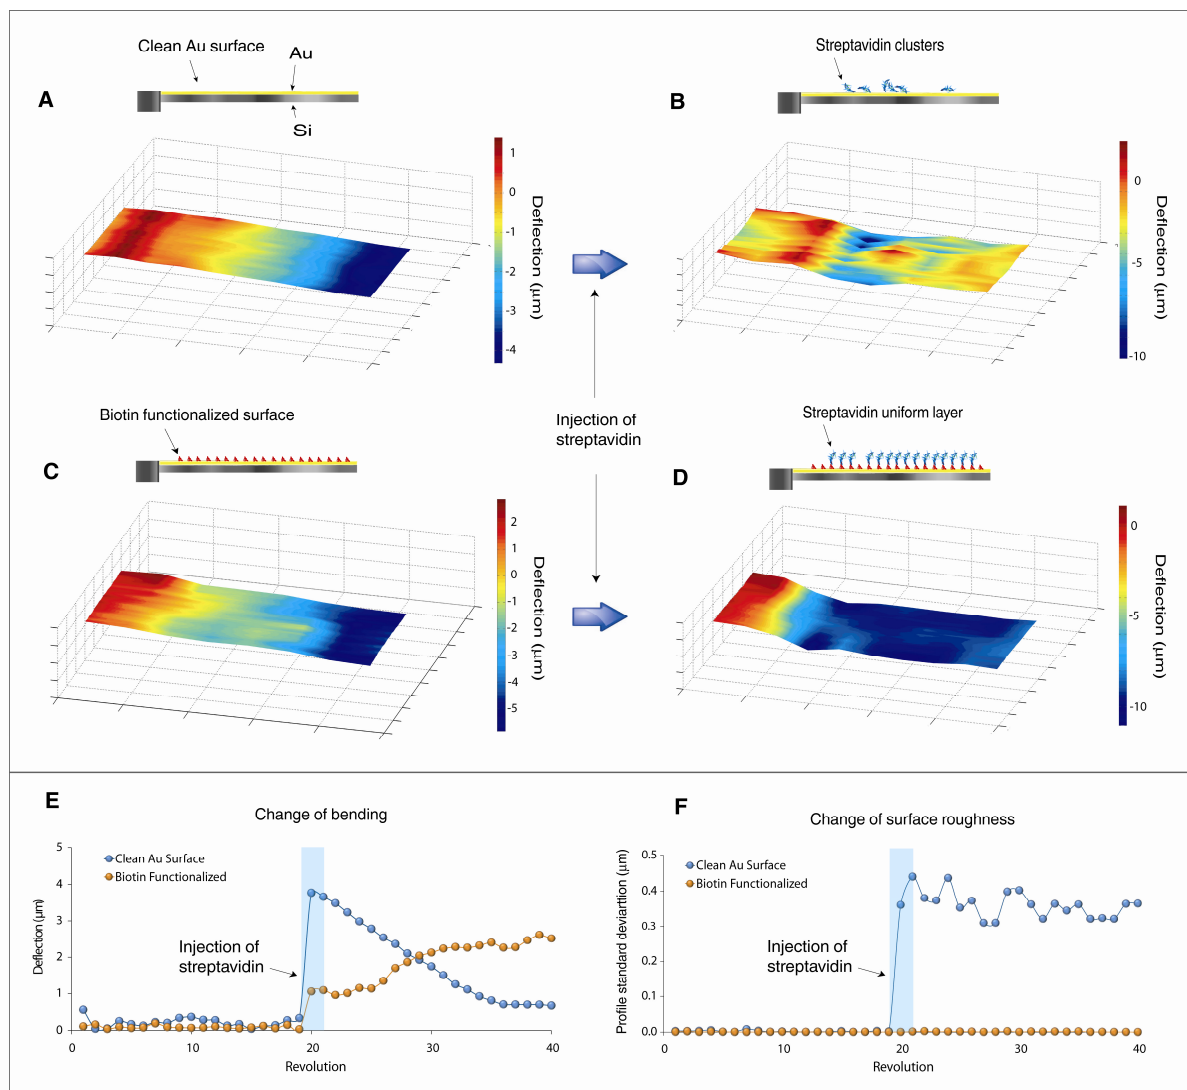 Clean Au surface
Au
A
Si
1
0
-1
-2
-3
-4
Deflection (μm)
Streptavidin clusters
B
0
-5
-10
Deflection (μm)
Injection of
streptavidin
Biotin functionalized surface
C
2
1
0
-1
-2
-3
-4
-5
Deflection (μm)
Streptavidin uniform layer
D
0
-5
-10
Deflection (μm)
E
Change of bending
5
4
3
2
1
0
Deflection (μm)
Clean Au Surface
Biotin Functionalized
Injection of
streptavidin
0 10 20 30 40
Revolution
F
Change of surface roughness
0.5
0.4
0.3
0.2
0.1
0.0
Profile standard deviartion (μm)
Clean Au Surface
Biotin Functionalized
Injection of
streptavidin
0 10 20 30 40
Revolution